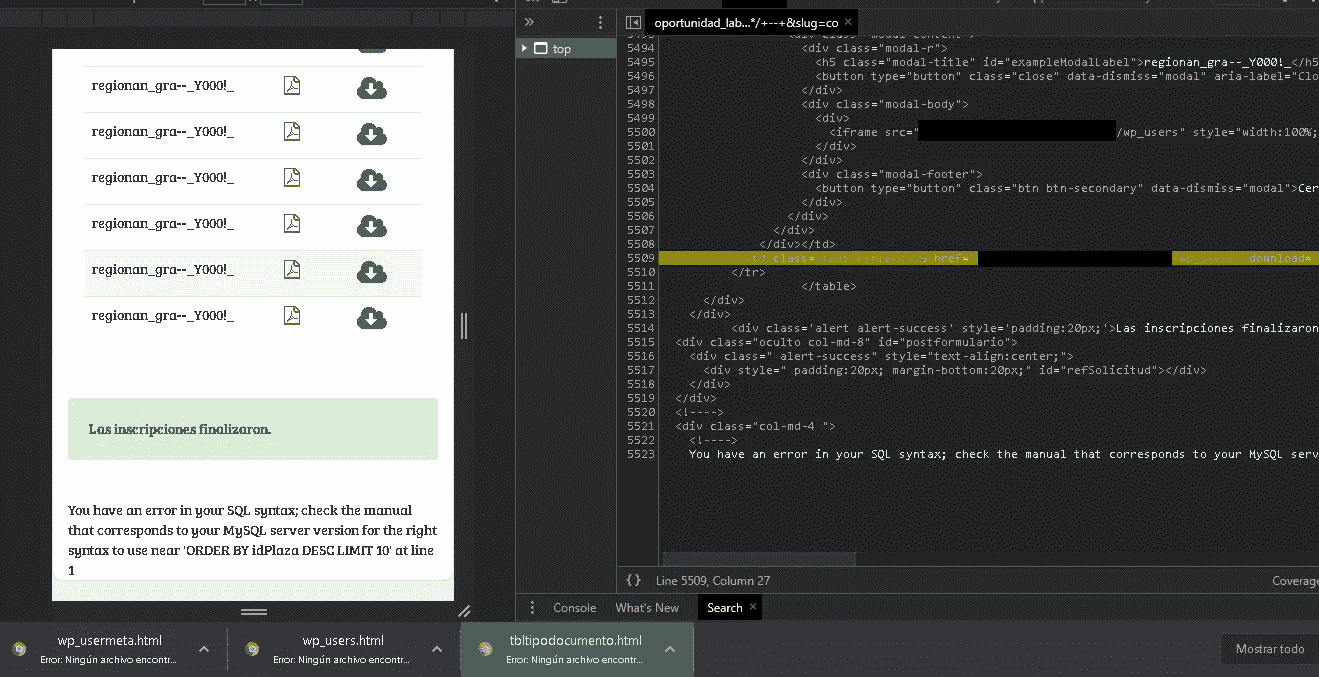 regionan_gra--_Y000!_
regionan_gra--_Y000!_
regionan_gra--_Y000!_
regionan_gra--_Y000!_
regionan_gra--_Y000!_
regionan_gra--_Y000!_
Las inscripciones finalizaron.
You have an error in your SQL syntax; check the manual
that corresponds to your MySQL server version for the right
syntax to use near 'ORDER BY idPlaza DESC LIMIT 10' at line
1
oportunidad_lab...*/+--+&slug=co ×
top
5494 <div class="modal-r">
5495 <h5 class="modal-title" id="exampleModalLabel">regionan_gra--_Y000!_</h5
5496 <button type="button" class="close" data-dismiss="modal" aria-label="Clo
5497 </div>
5498 <div class="modal-body">
5499 <div>
5500 <iframe src=" /wp_users" style="width:100%;
5501 </div>
5502 </div>
5503 <div class="modal-footer">
5504 <button type="button" class="btn btn-secondary" data-dismiss="modal">Cer
5505 </div>
5506 </div>
5507 </div>
5508 </div></td>
5509 href= download=
5510 </tr>
5511 </table>
5512 </div>
5513 </div>
5514 <div class='alert alert-success' style='padding:20px;'>Las inscripciones finalizaron
5515 <div class="oculto col-md-8" id="postformulario">
5516 <div class=" alert-success" style="text-align:center;">
5517 <div style=" padding:20px; margin-bottom:20px;" id="refSolicitud"></div>
5518 </div>
5519 </div>
5520 <!---->
5521 <div class="col-md-4 ">
5522 <!---->
5523 You have an error in your SQL syntax; check the manual that corresponds to your MySQL serv
{} Line 5509, Column 27 Coverage
Console What's New Search ×
wp_usermeta.html
Error: Ningún archivo encontr...
wp_users.html
Error: Ningún archivo encontr...
tbltipodocumento.html
Error: Ningún archivo encontr...
Mostrar todo